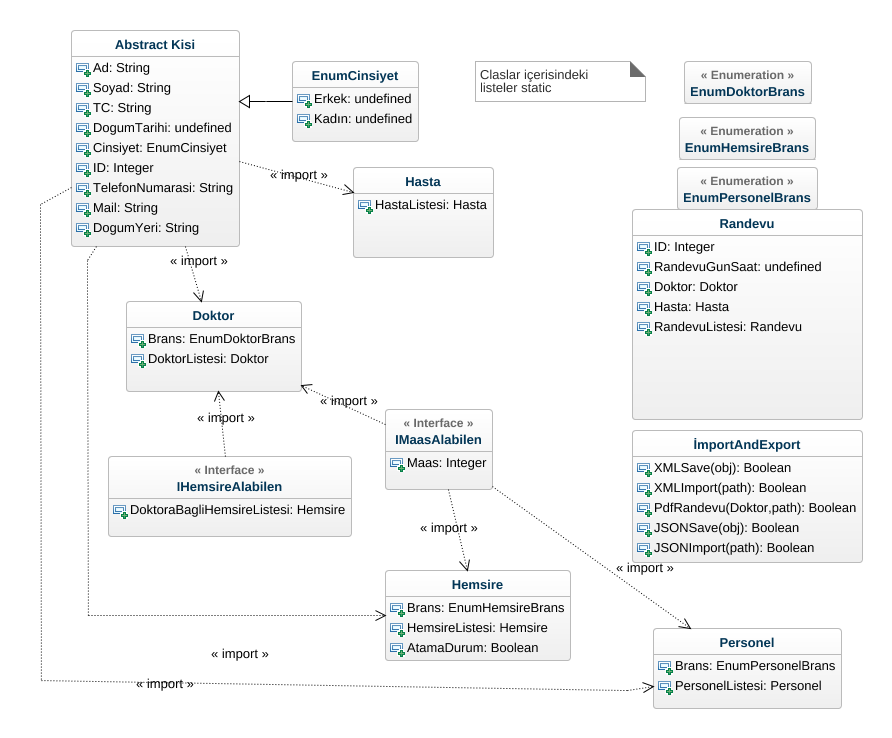 Abstract Kisi
Ad: String
Soyad: String
TC: String
DogumTarihi: undefined
Cinsiyet: EnumCinsiyet
ID: Integer
TelefonNumarasi: String
Mail: String
DogumYeri: String
EnumCinsiyet
Erkek: undefined
Kadın: undefined
Claslar içerisindeki
listeler static
« Enumeration »
EnumDoktorBrans
« Enumeration »
EnumHemsireBrans
« Enumeration »
EnumPersonelBrans
« import »
Hasta
HastaListesi: Hasta
Randevu
ID: Integer
RandevuGunSaat: undefined
Doktor: Doktor
Hasta: Hasta
RandevuListesi: Randevu
« import »
Doktor
Brans: EnumDoktorBrans
DoktorListesi: Doktor
« import »
« import »
« Interface »
IMaasAlabilen
Maas: Integer
« Interface »
IHemsireAlabilen
DoktoraBagliHemsireListesi: Hemsire
İmportAndExport
XMLSave(obj): Boolean
XMLImport(path): Boolean
PdfRandevu(Doktor,path): Boolean
JSONSave(obj): Boolean
JSONImport(path): Boolean
« import »
« import »
Hemsire
Brans: EnumHemsireBrans
HemsireListesi: Hemsire
AtamaDurum: Boolean
Personel
Brans: EnumPersonelBrans
PersonelListesi: Personel
« import »
« import »